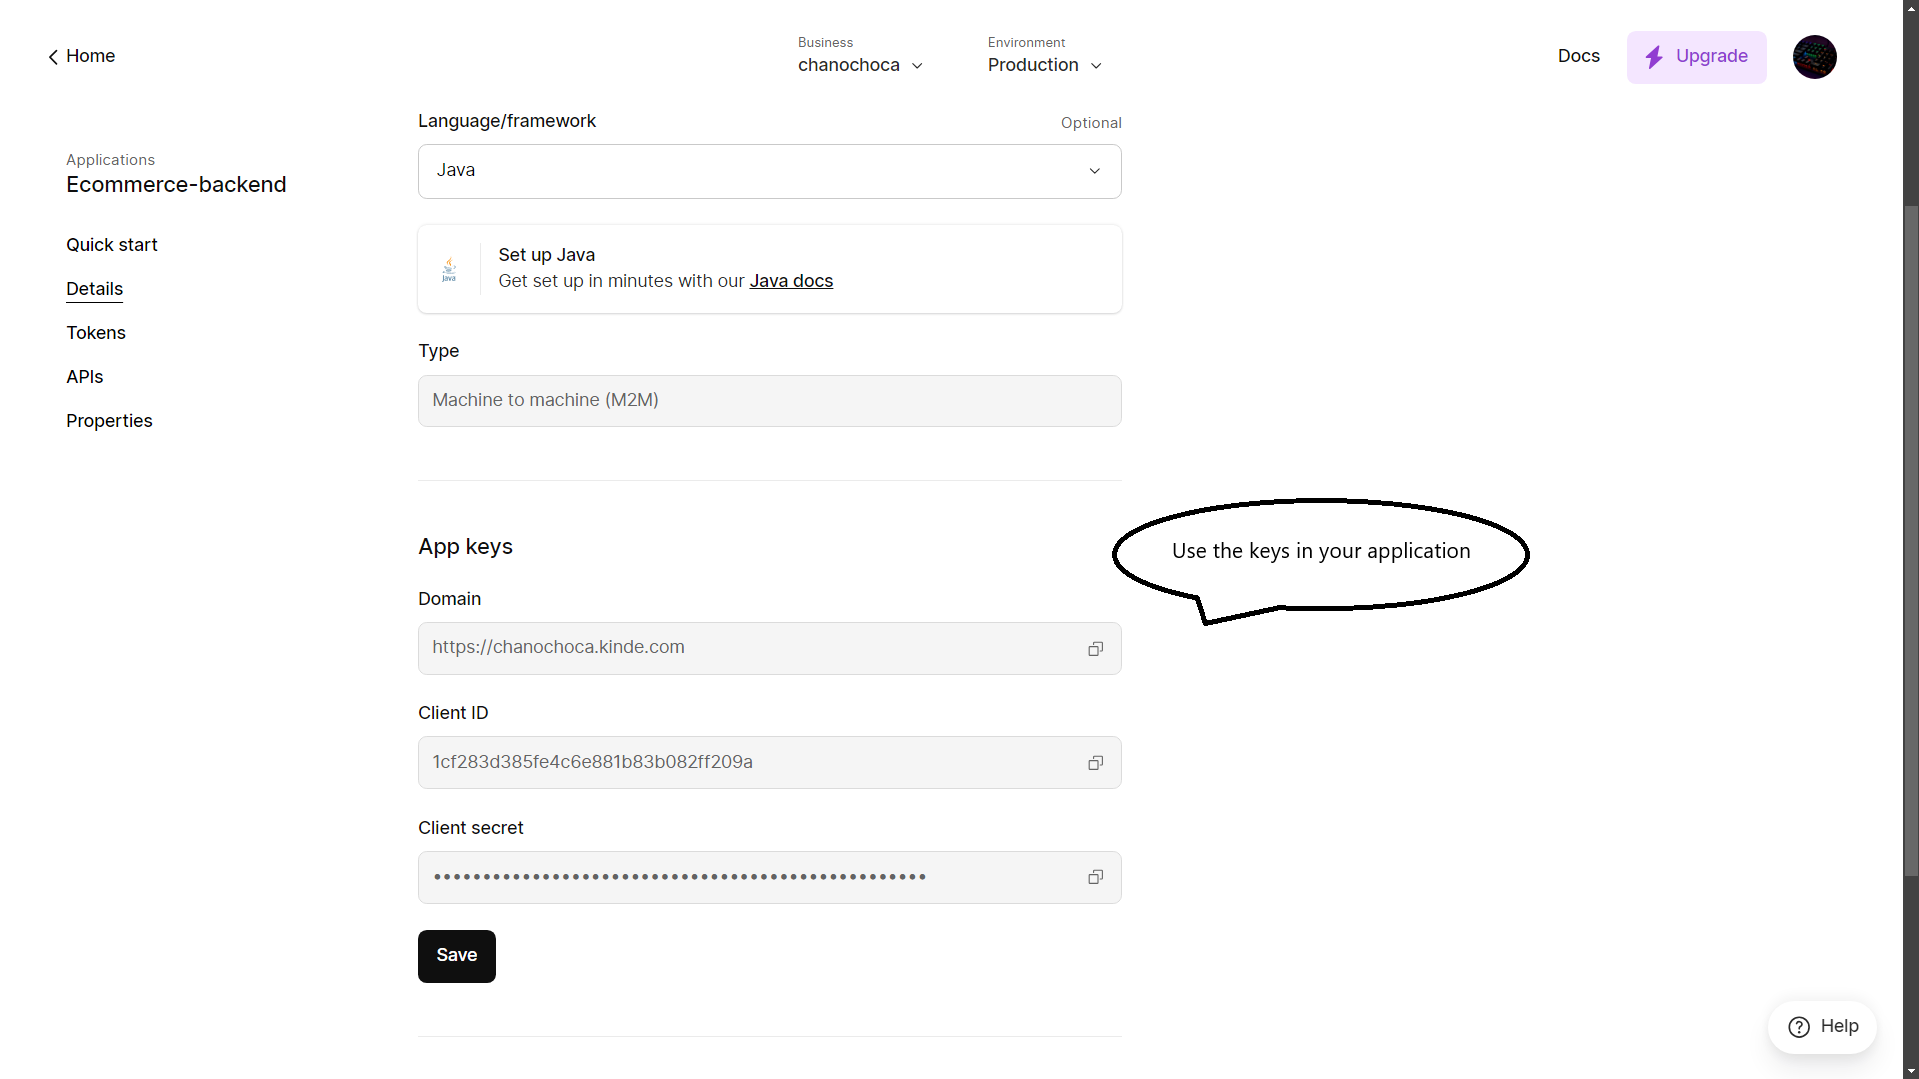 Home
Business
chanochoca
Environment
Production
Docs
Upgrade
Applications
Ecommerce-backend
Quick start
Details
Tokens
APIs
Properties
Language/framework
Optional
Java
Java
Set up Java
Get set up in minutes with our Java docs
Type
Machine to machine (M2M)
App keys
Use the keys in your application
Domain
https://chanochoca.kinde.com
Client ID
1cf283d385fe4c6e881b83b082ff209a
Client secret
••••••••••••••••••••••••••••••••••••••••••••••••••
Save
Help